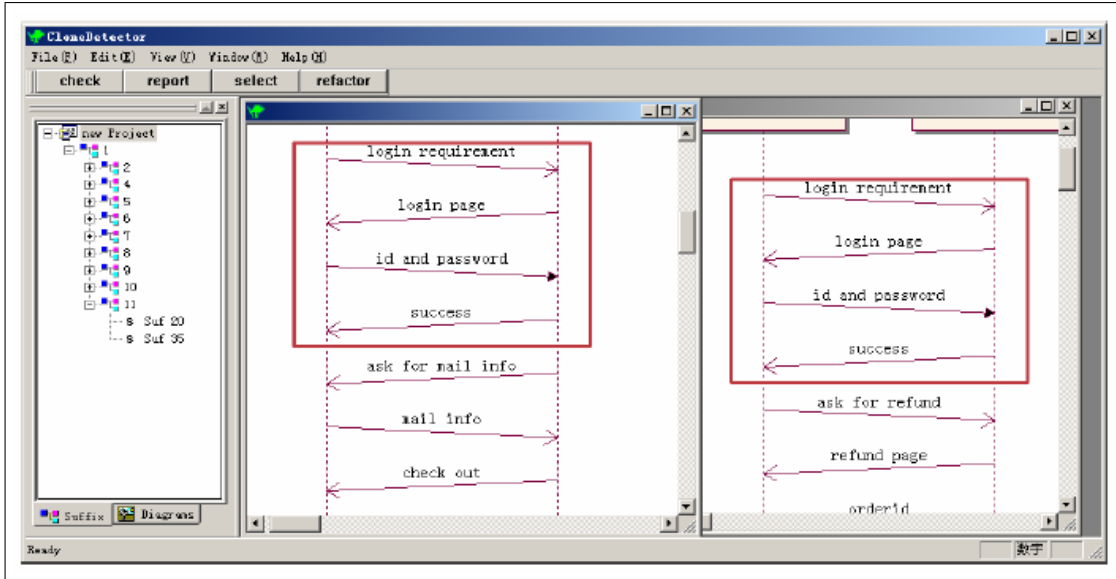 CloneDetector
File(F) Edit(E) View(V) Window(W) Help(H)
check report select refactor
new Project
1
2
4
5
6
7
8
9
10
11
s Suf 20
s Suf 35
Suffix Diagrams
login requirement
login page
id and password
success
ask for mail info
mail info
check out
login requirement
login page
id and password
success
ask for refund
refund page
orderid
Ready
数字